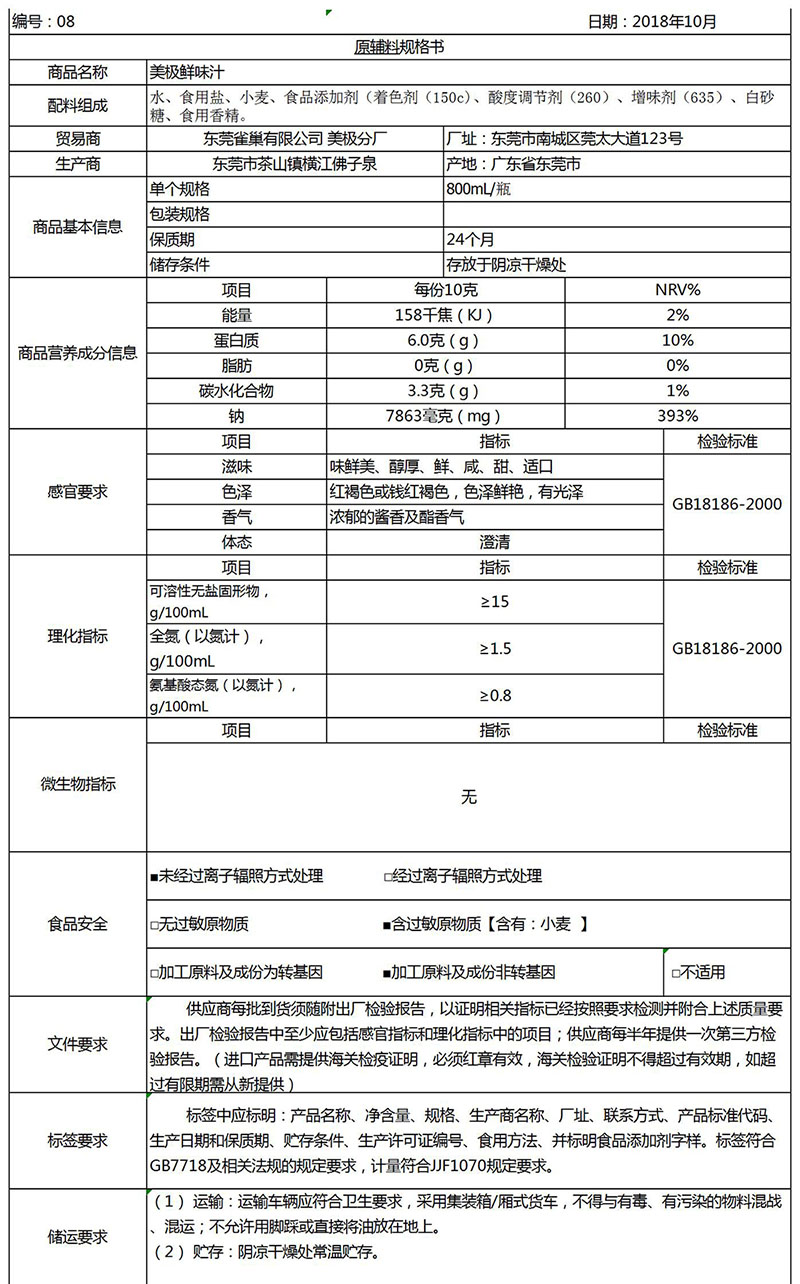 编号：08 日期：2018年10月
原辅料规格书
商品名称 美极鲜味汁
配料组成 水、食用盐、小麦、食品添加剂（着色剂（150c）、酸度调节剂（260）、增味剂（635）、白砂
糖、食用香精。
贸易商 东莞雀巢有限公司 美极分厂 厂址：东莞市南城区莞太大道123号
生产商 东莞市茶山镇横江佛子泉 产地：广东省东莞市
商品基本信息
单个规格 800mL/瓶
包装规格
保质期 24个月
储存条件 存放于阴凉干燥处
商品营养成分信息
项目 每份10克 NRV%
能量 158千焦（KJ） 2%
蛋白质 6.0克（g） 10%
脂肪 0克（g） 0%
碳水化合物 3.3克（g） 1%
钠 7863毫克（mg） 393%
感官要求
项目 指标 检验标准
滋味 味鲜美、醇厚、鲜、咸、甜、适口
色泽 红褐色或钱红褐色，色泽鲜艳，有光泽
GB18186-2000
香气 浓郁的酱香及酯香气
体态 澄清
理化指标
项目 指标 检验标准
可溶性无盐固形物，
g/100mL
≥15
全氮（以氮计），
g/100mL
≥1.5
GB18186-2000
氨基酸态氮（以氮计），
g/100mL
≥0.8
微生物指标
项目 指标 检验标准
无
食品安全
■未经过离子辐照方式处理 □经过离子辐照方式处理
□无过敏原物质 ■含过敏原物质【含有：小麦 】
□加工原料及成份为转基因 ■加工原料及成份非转基因 □不适用
文件要求
供应商每批到货须随附出厂检验报告，以证明相关指标已经按照要求检测并附合上述质量要
求。出厂检验报告中至少应包括感官指标和理化指标中的项目；供应商每半年提供一次第三方检
验报告。（进口产品需提供海关检疫证明，必须红章有效，海关检验证明不得超过有效期，如超
过有限期需从新提供）
标签要求
标签中应标明：产品名称、净含量、规格、生产商名称、厂址、联系方式、产品标准代码、
生产日期和保质期、贮存条件、生产许可证编号、食用方法、并标明食品添加剂字样。标签符合
GB7718及相关法规的规定要求，计量符合JJF1070规定要求。
储运要求
（1）运输：运输车辆应符合卫生要求，采用集装箱/厢式货车，不得与有毒、有污染的物料混战
、混运；不允许用脚踩或直接将油放在地上。
（2）贮存：阴凉干燥处常温贮存。